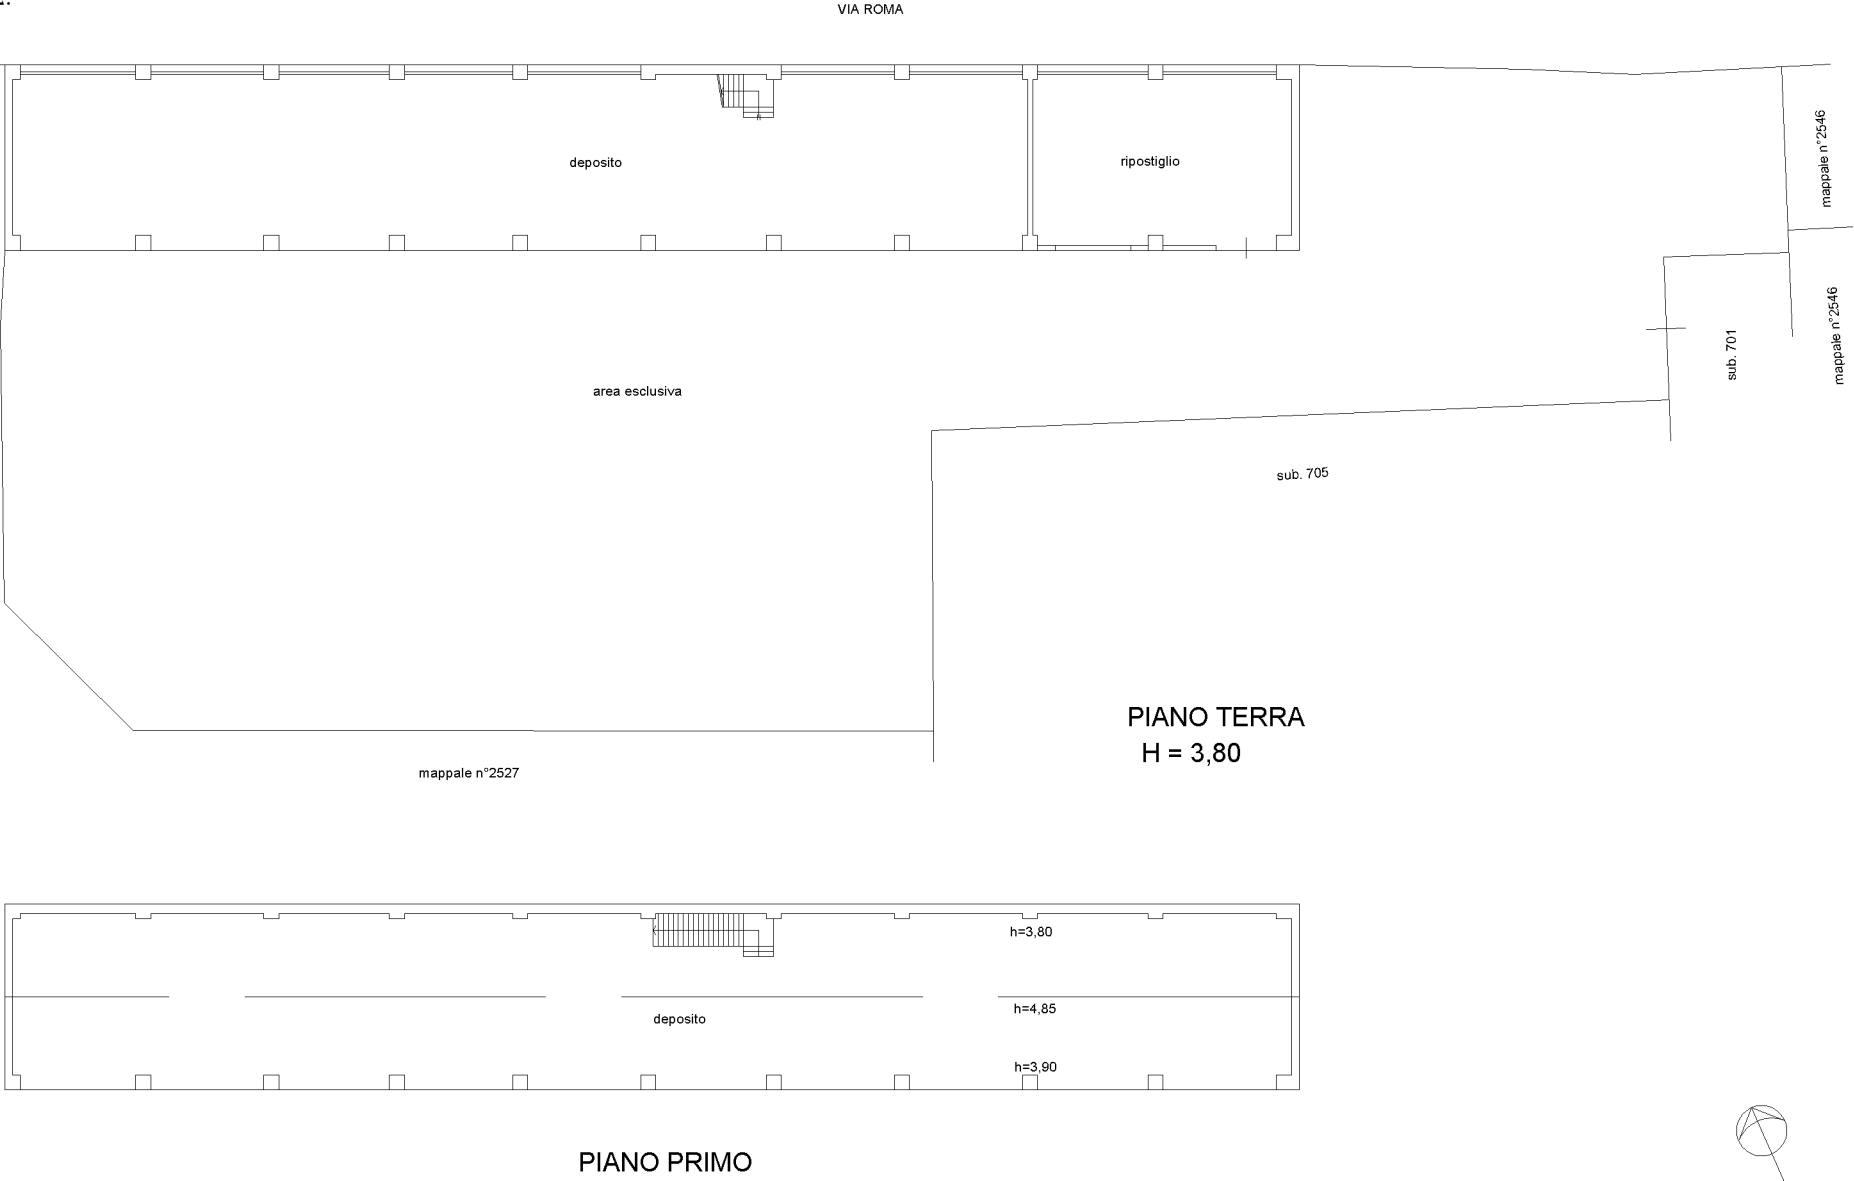 VIA ROMA
deposito
ripostiglio
mappale n°2546
mappale n°2546
sub. 701
area esclusiva
sub. 705
PIANO TERRA
H = 3,80
mappale n°2527
h=3,80
h=4,85
deposito
h=3,90
PIANO PRIMO